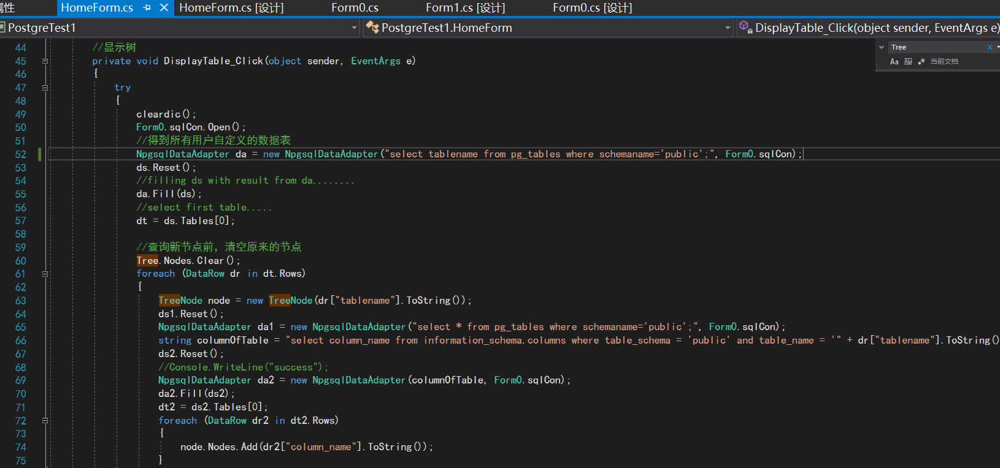 属性 HomeForm.cs HomeForm.cs [设计] Form0.cs Form1.cs [设计] Form0.cs [设计]
PostgreTest1 PostgreTest1.HomeForm DisplayTable_Click(object sender, EventArgs e)
Tree
Aa Ab .* 当前文档
44 //显示树
45 private void DisplayTable_Click(object sender, EventArgs e)
46 {
47 try
48 {
49 cleardic();
50 Form0.sqlCon.Open();
51 //得到所有用户自定义的数据表
52 NpgsqlDataAdapter da = new NpgsqlDataAdapter("select tablename from pg_tables where schemaname='public';", Form0.sqlCon);
53 ds.Reset();
54 //filling ds with result from da........
55 da.Fill(ds);
56 //select first table.....
57 dt = ds.Tables[0];
58
59 //查询新节点前，清空原来的节点
60 Tree.Nodes.Clear();
61 foreach (DataRow dr in dt.Rows)
62 {
63 TreeNode node = new TreeNode(dr["tablename"].ToString());
64 ds1.Reset();
65 NpgsqlDataAdapter da1 = new NpgsqlDataAdapter("select * from pg_tables where schemaname='public';", Form0.sqlCon);
66 string columnOfTable = "select column_name from information_schema.columns where table_schema = 'public' and table_name = '" + dr["tablename"].ToString()
67 ds2.Reset();
68 //Console.WriteLine("success");
69 NpgsqlDataAdapter da2 = new NpgsqlDataAdapter(columnOfTable, Form0.sqlCon);
70 da2.Fill(ds2);
71 dt2 = ds2.Tables[0];
72 foreach (DataRow dr2 in dt2.Rows)
73 {
74 node.Nodes.Add(dr2["column_name"].ToString());
75 }